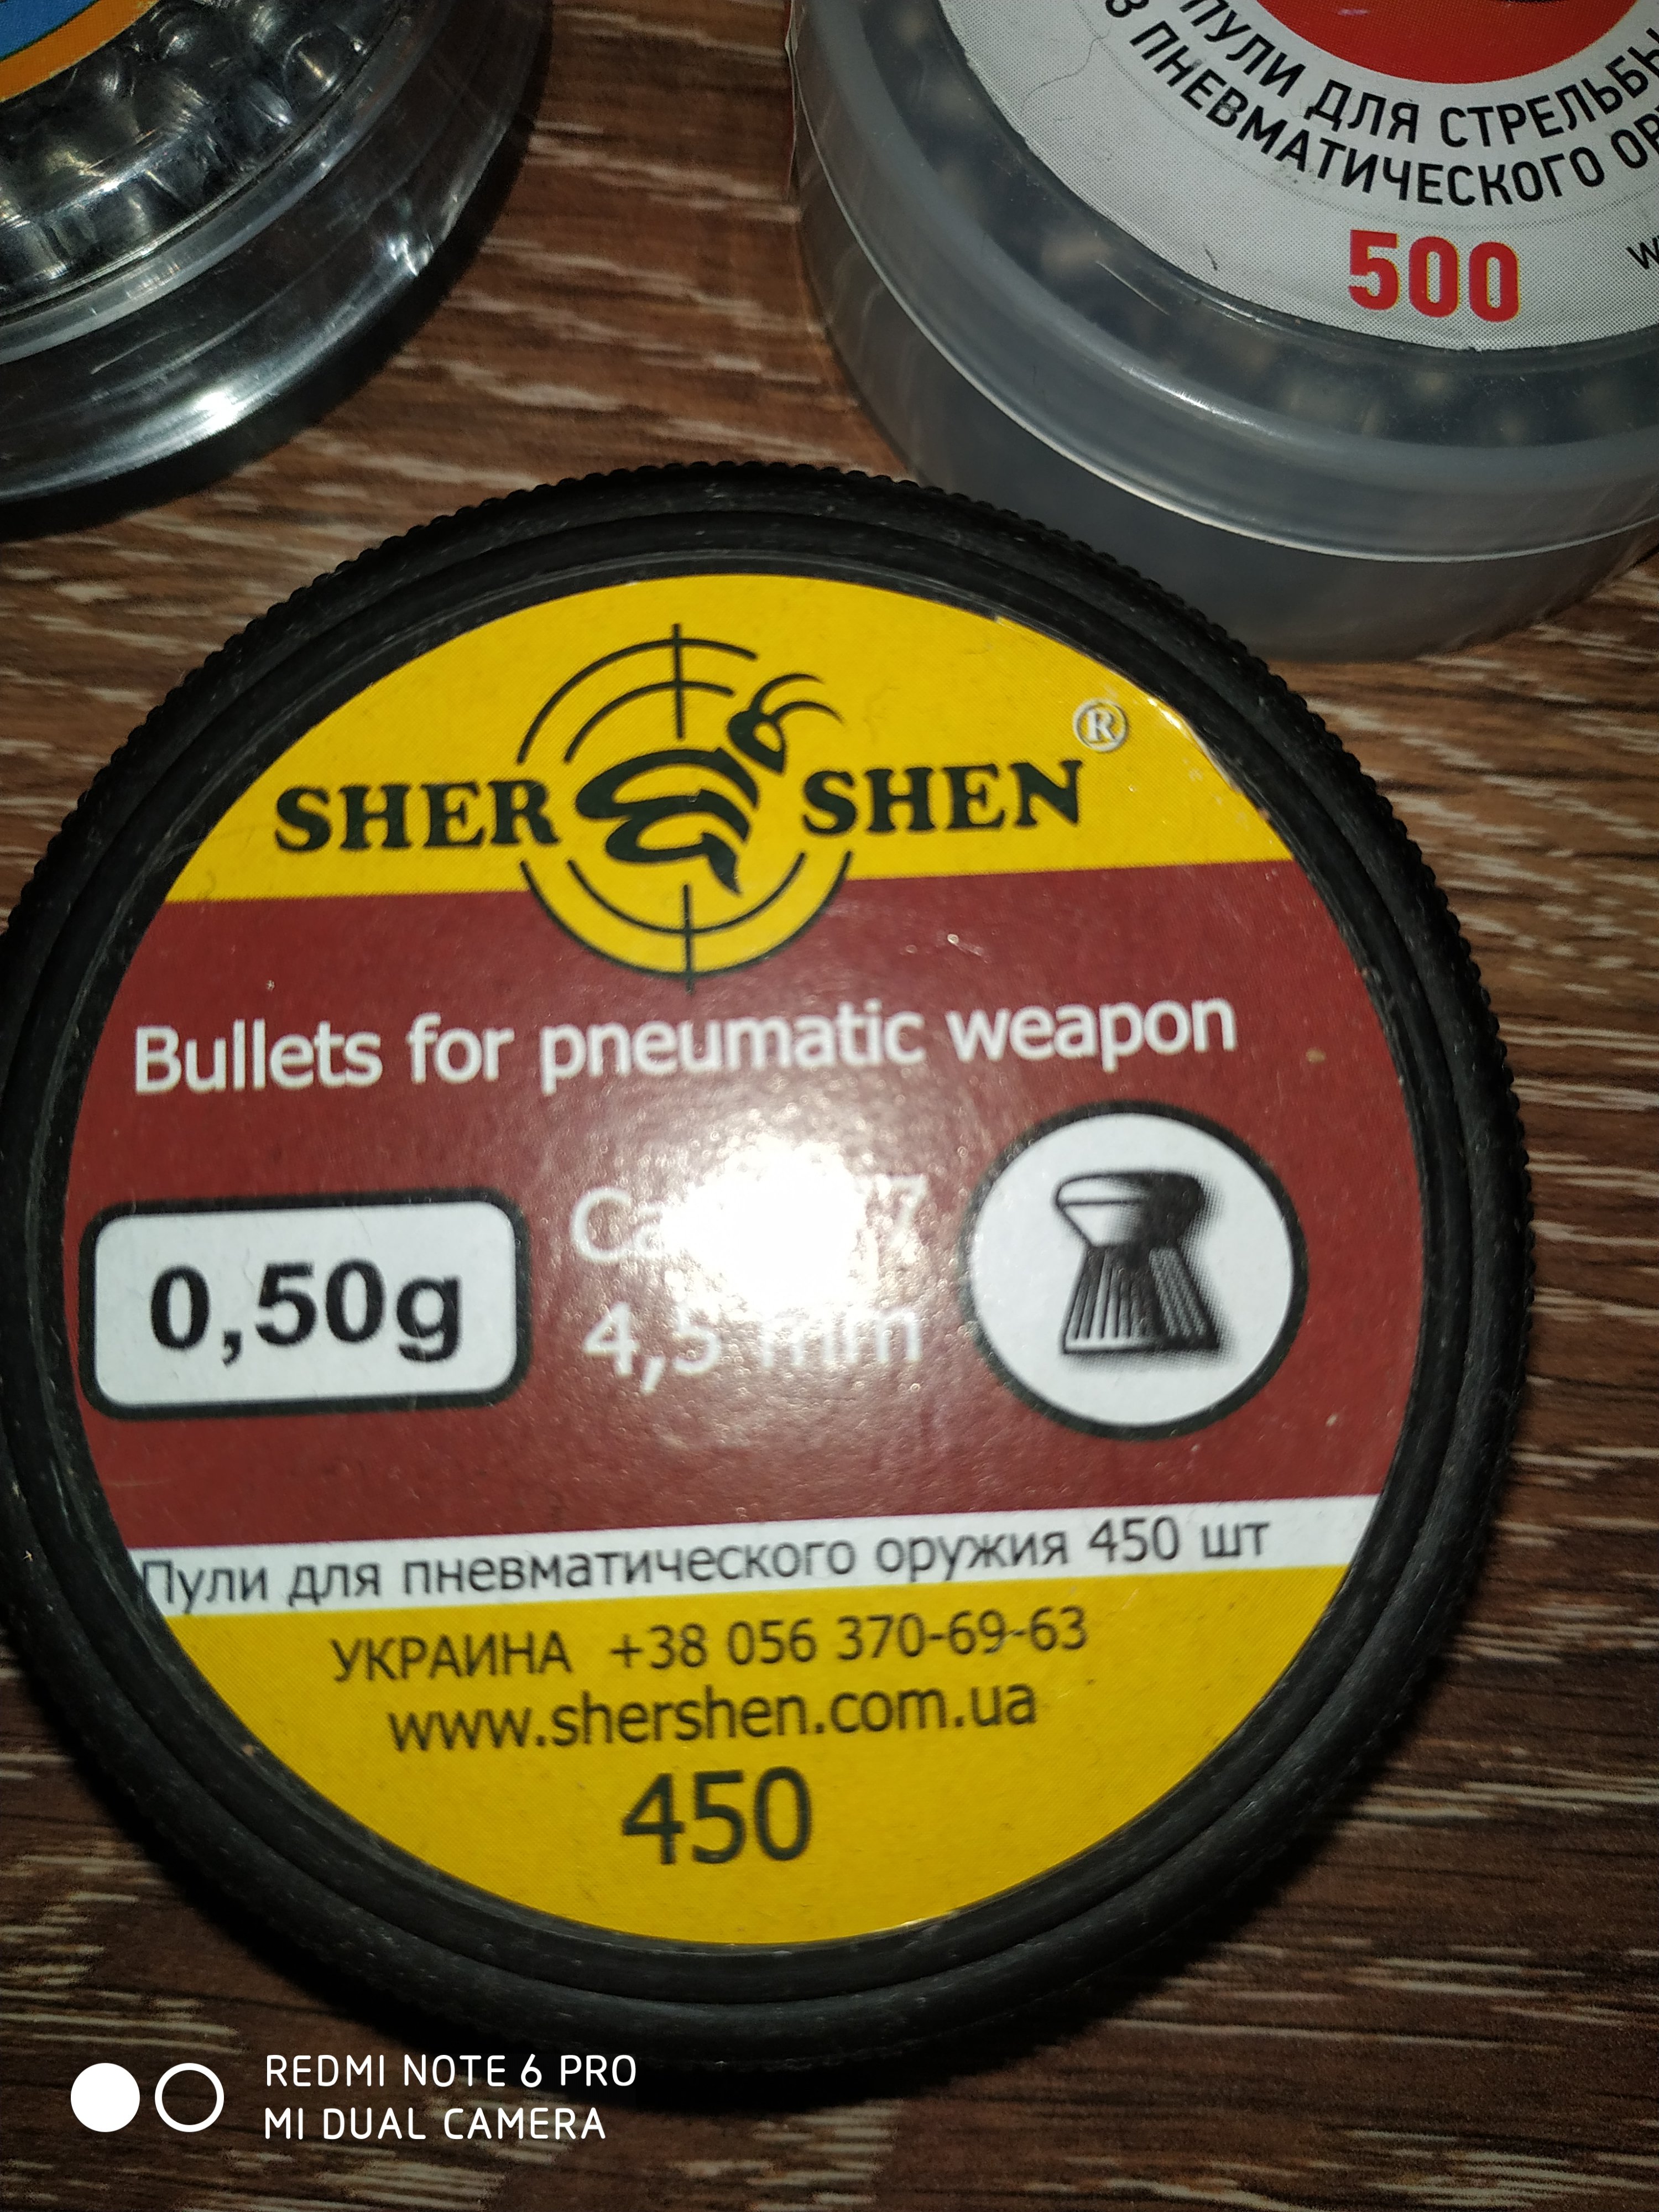 ПУЛИ ДЛЯ СТРЕЛЬБЫ
З ПНЕВМАТИЧЕСКОГО
500
SHER SHEN ®
Bullets for pneumatic weapon
0,50g
4,5 mm
Пули для пневматического оружия 450 шт
УКРАИНА +38 056 370-69-63
www.shershen.com.ua
450
REDMI NOTE 6 PRO
MI DUAL CAMERA